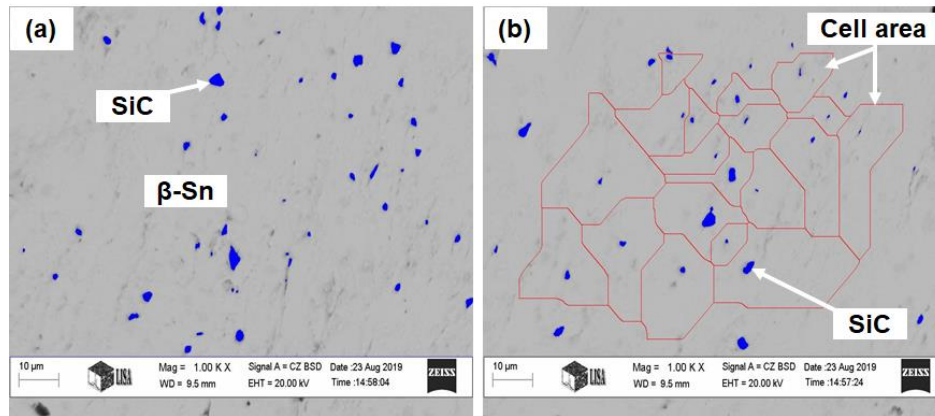 (a)
SiC
β-Sn
10 µm
LISA
Mag = 1.00 K X
WD = 9.5 mm
Signal A = CZ BSD
EHT = 20.00 kV
Date :23 Aug 2019
Time :14:58:04
ZEISS
(b)
Cell area
SiC
10 µm
LISA
Mag = 1.00 K X
WD = 9.5 mm
Signal A = CZ BSD
EHT = 20.00 kV
Date :23 Aug 2019
Time :14:57:24
ZEISS